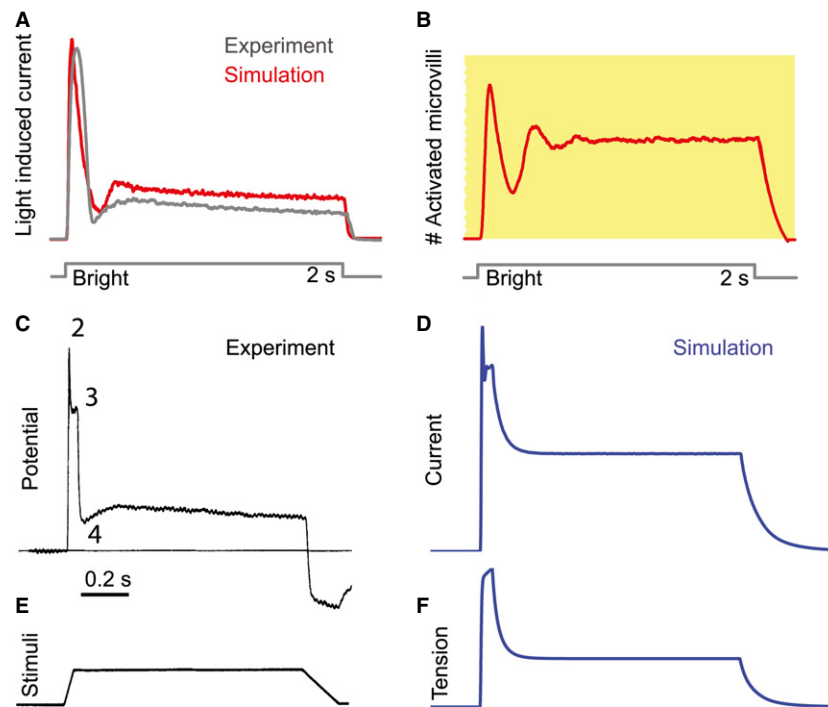 A
Light induced current
Experiment
Simulation
Bright
2 s
B
# Activated microvilli
Bright
2 s
C
Potential
2
3
4
Experiment
0.2 s
D
Current
Simulation
E
Stimuli
F
Tension